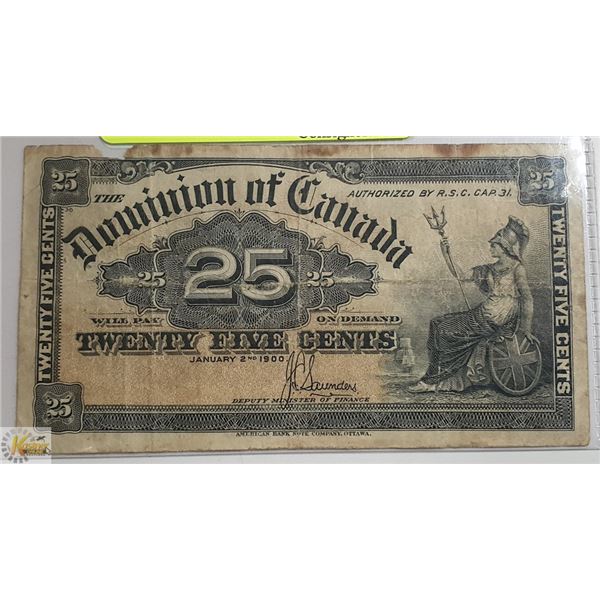 25
THE
Dominion of Canada
AUTHORIZED BY R.S.C. CAP. 31.
25
TWENTY FIVE CENTS
25 25 25
TWENTY FIVE CENTS
WILL PAY ON DEMAND
TWENTY FIVE CENTS
JANUARY 2ND 1900
J C Saunders
DEPUTY MINISTER OF FINANCE
25
AMERICAN BANK NOTE COMPANY, OTTAWA.